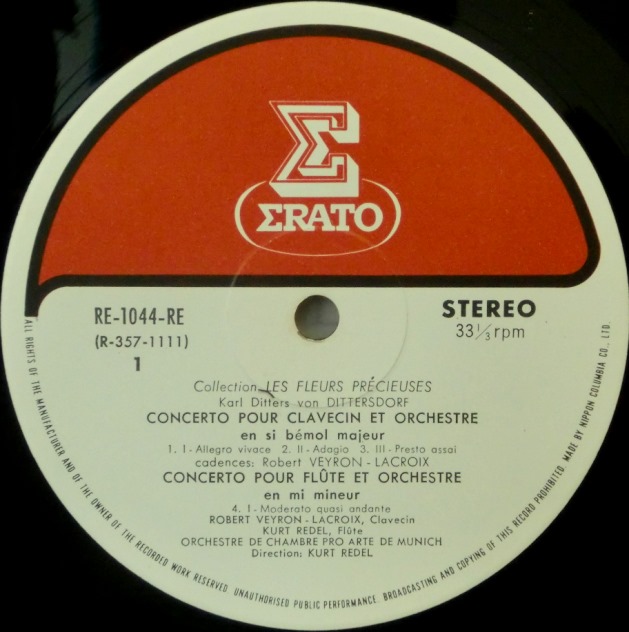 Σ
ΣRATO
RE-1044-RE
(R-357-1111)
1
STEREO
33 1/3 rpm
Collection LES FLEURS PRÉCIEUSES
Karl Ditters von DITTERSDORF
CONCERTO POUR CLAVECIN ET ORCHESTRE
en si bémol majeur
1. I-Allegro vivace 2. II-Adagio 3. III-Presto assai
cadences: Robert VEYRON-LACROIX
CONCERTO POUR FLÛTE ET ORCHESTRE
en mi mineur
4. I-Moderato quasi andante
ROBERT VEYRON-LACROIX, Clavecin
KURT REDEL, Flûte
ORCHESTRE DE CHAMBRE PRO ARTE DE MUNICH
Direction: KURT REDEL
ALL RIGHTS OF THE MANUFACTURER AND OF THE OWNER OF THE RECORDED WORK RESERVED. UNAUTHORISED PUBLIC PERFORMANCE. BROADCASTING AND COPYING OF THIS RECORD PROHIBITED. MADE BY NIPPON COLUMBIA CO., LTD.